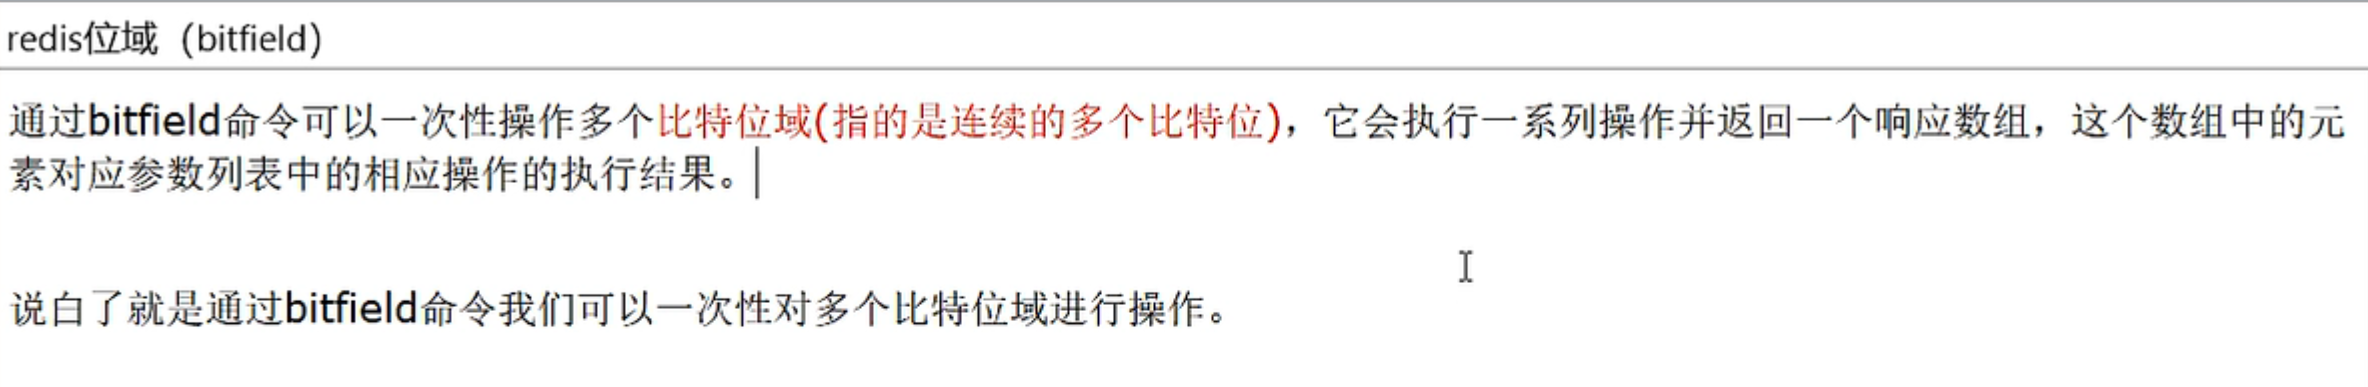 redis位域（bitfield）
通过bitfield命令可以一次性操作多个比特位域(指的是连续的多个比特位)，它会执行一系列操作并返回一个响应数组，这个数组中的元
素对应参数列表中的相应操作的执行结果。
说白了就是通过bitfield命令我们可以一次性对多个比特位域进行操作。